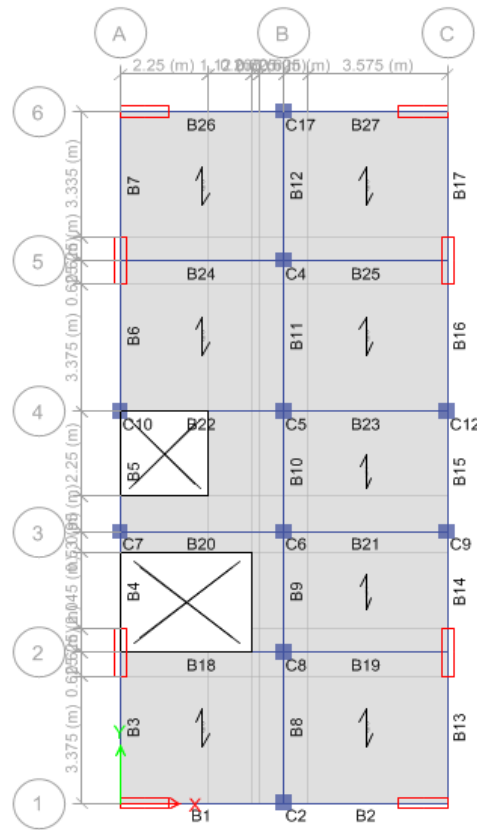 A B C
2.25 (m) 3.575 (m)
6
B26 C17 B27
3.335 (m)
B7 B12 B17
5
B24 C4 B25
3.375 (m)
B6 B11 B16
4
C10 B22 C5 B23 C12
2.25 (m)
B5 B10 B15
3
C7 B20 C6 B21 C9
B4 B9 B14
2
B18 C8 B19
3.375 (m)
B3 B8 B13
Y
1
X
B1 C2 B2